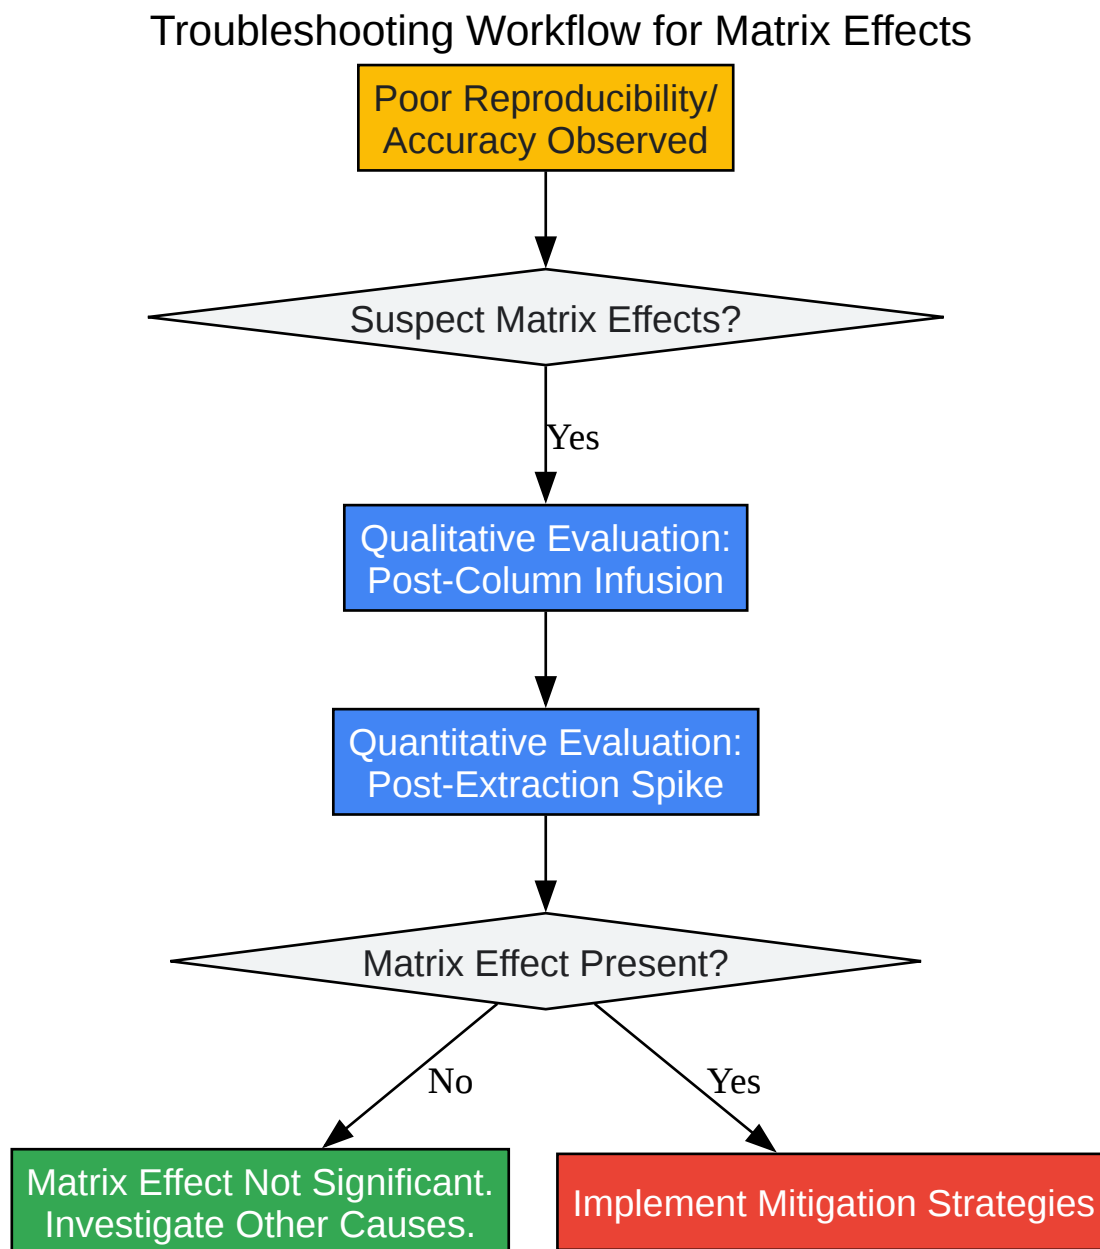 Troubleshooting Workflow for Matrix Effects
Poor Reproducibility/
Accuracy Observed
Suspect Matrix Effects?
Yes
Qualitative Evaluation:
Post-Column Infusion
Quantitative Evaluation:
Post-Extraction Spike
Matrix Effect Present?
No
Yes
Matrix Effect Not Significant.
Investigate Other Causes.
Implement Mitigation Strategies